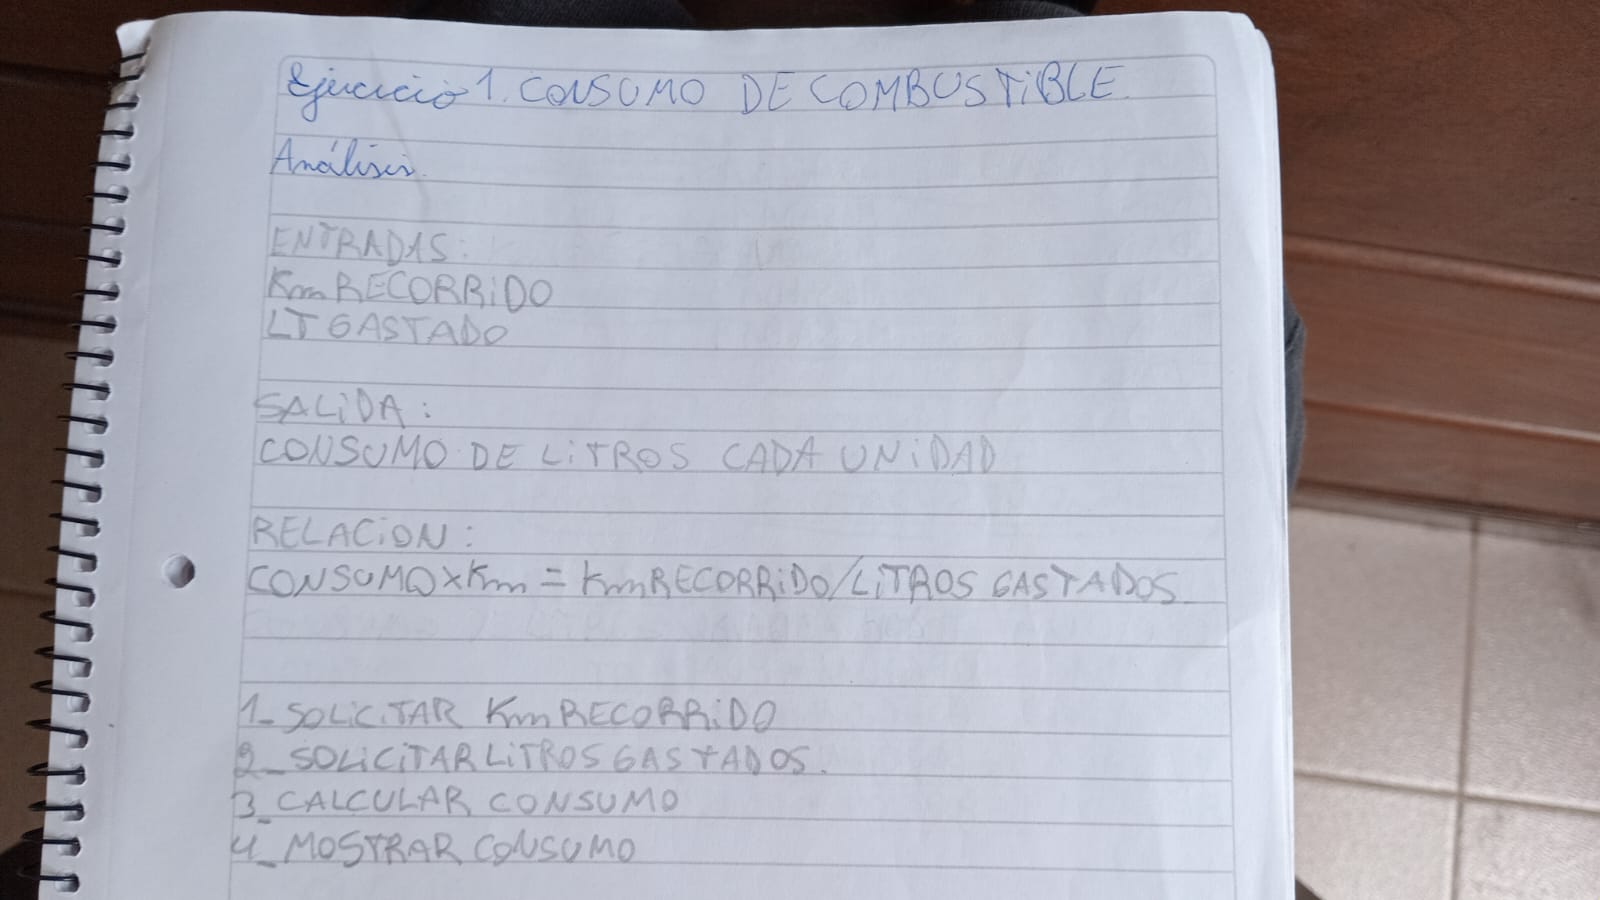 Ejercicio 1. CONSUMO DE COMBUSTiBLE.
Análisis.
ENTRADAS:
Km RECORRiDO
LT GASTADO
SALiDA:
CONSUMO DE LiTROS CADA UNiDAD
RELACiON:
CONSUMO x Km = Km RECORRiDO/LiTROS GASTADOS
1_SOLiCiTAR Km RECORRiDO
2_SOLiCiTAR LiTROS GASTADOS.
3_CALCULAR CONSUMO
4_MOSTRAR CONSUMO